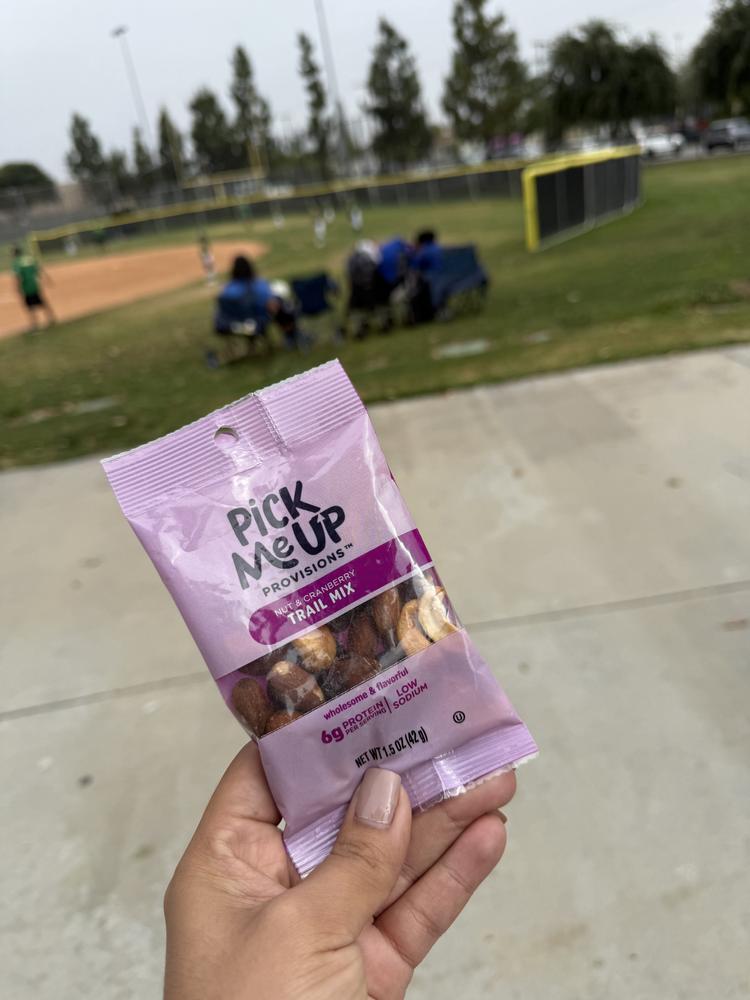 PiCK
Me UP
PROVISIONS™
NUT & CRANBERRY
TRAIL MIX
wholesome & flavorful
6g PROTEIN PER SERVING | LOW SODIUM
NET WT 1.5 OZ (42g)
U